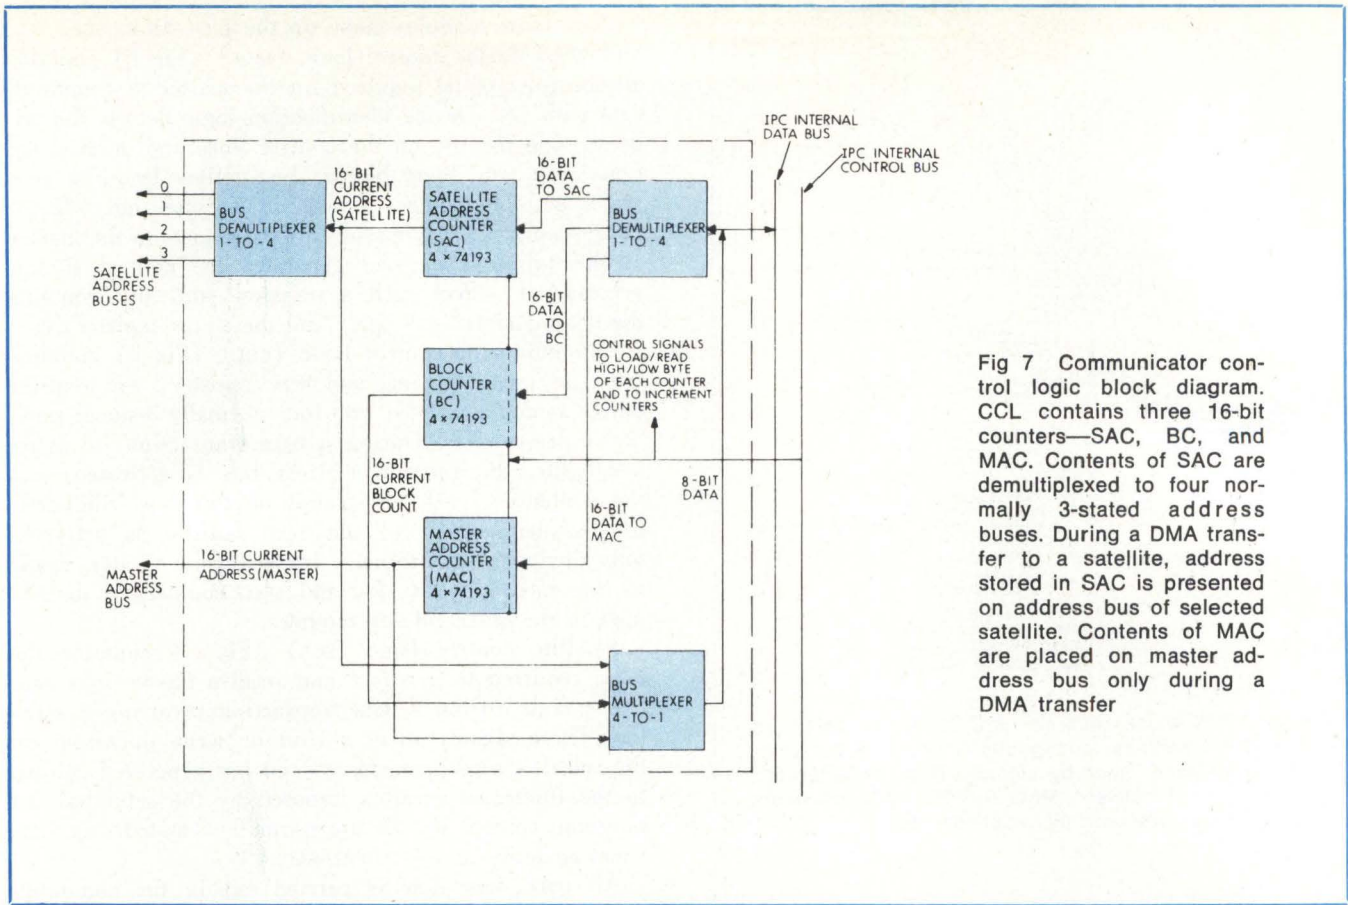 IPC INTERNAL
DATA BUS
IPC INTERNAL
CONTROL BUS
16-BIT
CURRENT
ADDRESS
(SATELLITE)
16-BIT
DATA
TO SAC
0
1
2
3
BUS
DEMULTIPLEXER
1-TO-4
SATELLITE
ADDRESS
COUNTER
(SAC)
4 × 74193
BUS
DEMULTIPLEXER
1-TO-4
SATELLITE
ADDRESS
BUSES
16-BIT
DATA
TO
BC
CONTROL SIGNALS
TO LOAD/READ
HIGH/LOW BYTE
OF EACH COUNTER
AND TO INCREMENT
COUNTERS
BLOCK
COUNTER
(BC)
4 × 74193
16-BIT
CURRENT
BLOCK
COUNT
8-BIT
DATA
16-BIT
DATA TO
MAC
MASTER
ADDRESS
COUNTER
(MAC)
4 × 74193
16-BIT CURRENT
ADDRESS (MASTER)
MASTER
ADDRESS
BUS
BUS
MULTIPLEXER
4-TO-1
Fig 7 Communicator con-
trol logic block diagram.
CCL contains three 16-bit
counters—SAC, BC, and
MAC. Contents of SAC are
demultiplexed to four nor-
mally 3-stated address
buses. During a DMA trans-
fer to a satellite, address
stored in SAC is presented
on address bus of selected
satellite. Contents of MAC
are placed on master ad-
dress bus only during a
DMA transfer